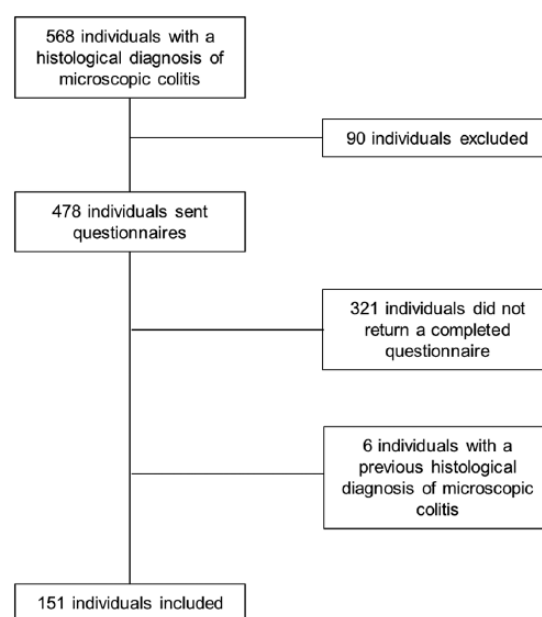 568 individuals with a
histological diagnosis of
microscopic colitis
90 individuals excluded
478 individuals sent
questionnaires
321 individuals did not
return a completed
questionnaire
6 individuals with a
previous histological
diagnosis of microscopic
colitis
151 individuals included